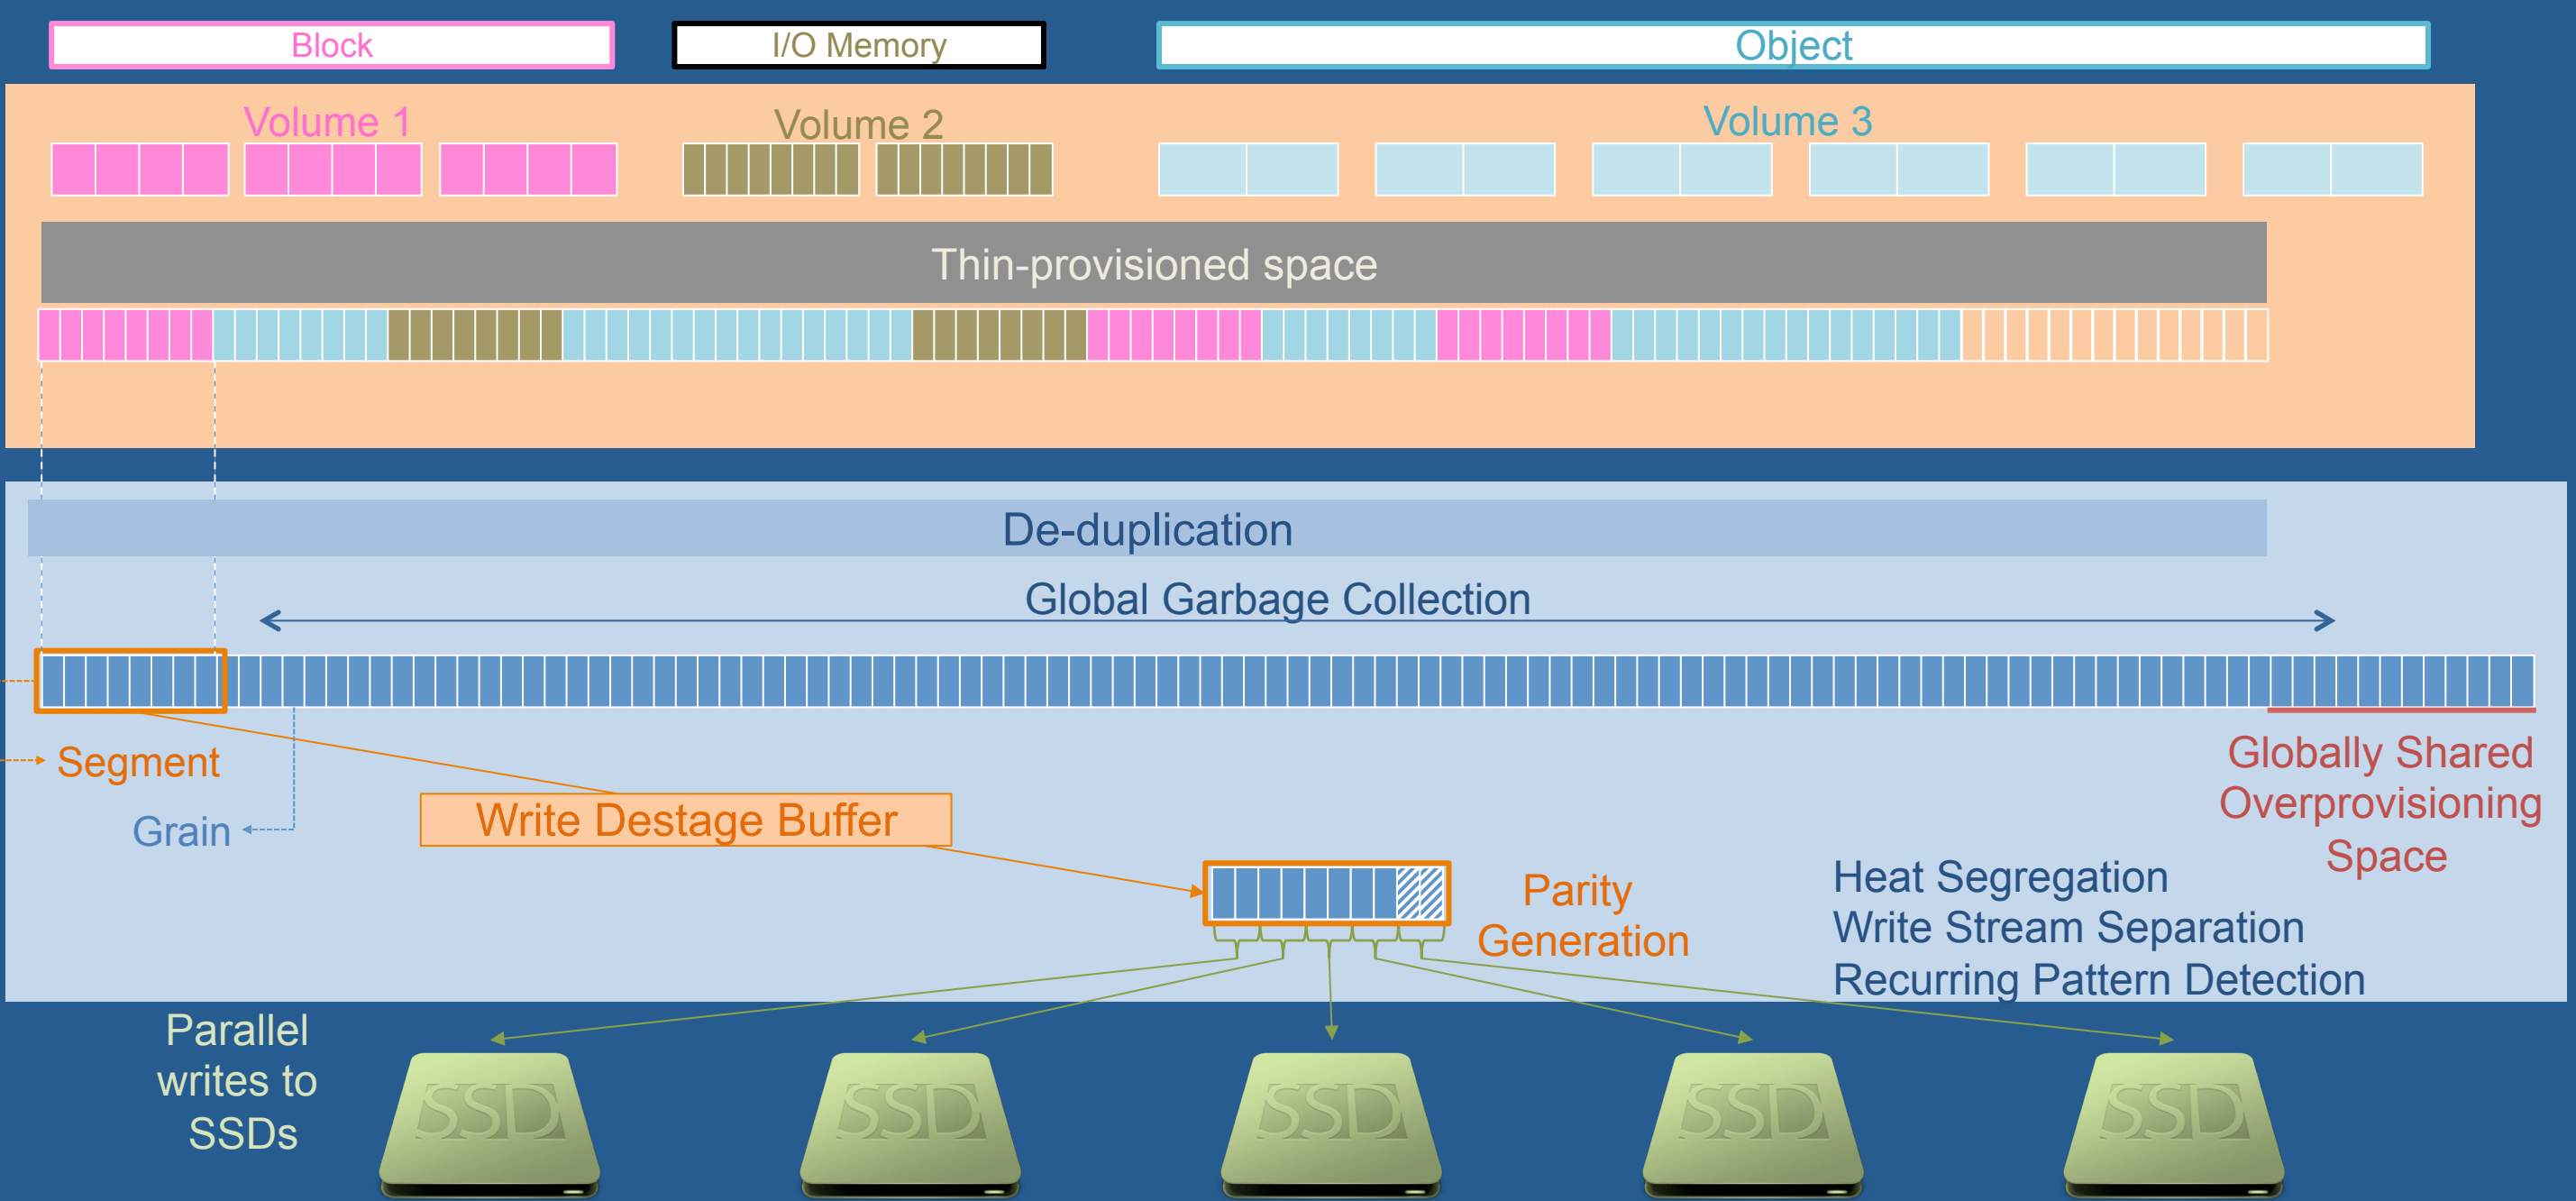 Block
I/O Memory
Object
Volume 1
Volume 2
Volume 3
Thin-provisioned space
De-duplication
Global Garbage Collection
Segment
Grain
Write Destage Buffer
Globally Shared
Overprovisioning
Space
Parity
Generation
Heat Segregation
Write Stream Separation
Recurring Pattern Detection
Parallel
writes to
SSDs
SSD
SSD
SSD
SSD
SSD